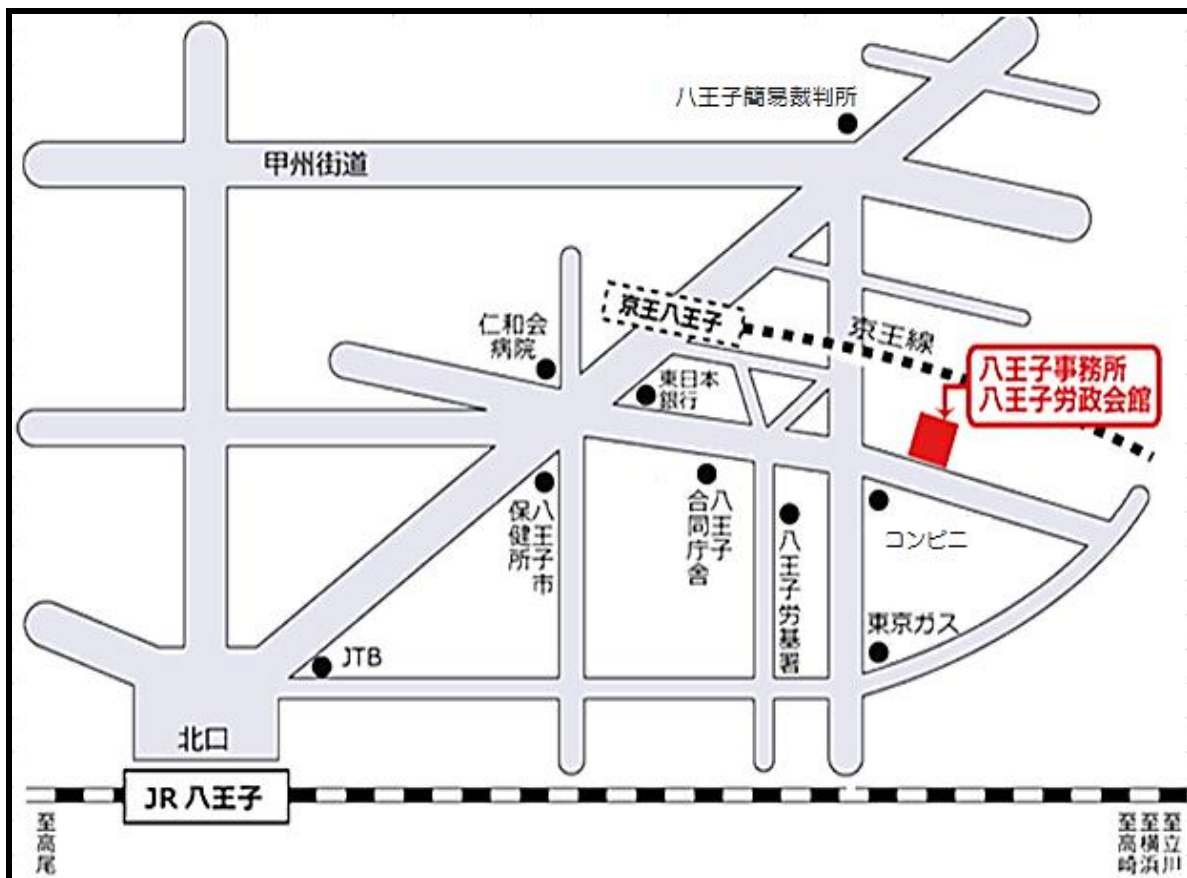 八王子簡易裁判所
甲州街道
京王八王子
京王線
仁和会
病院
東日本
銀行
八王子事務所
八王子労政会館
八王子市
保健所
八王子
合同庁舎
八王子労基署
コンビニ
東京ガス
JTB
北口
JR 八王子
至高尾
至立川
至横浜
至高崎